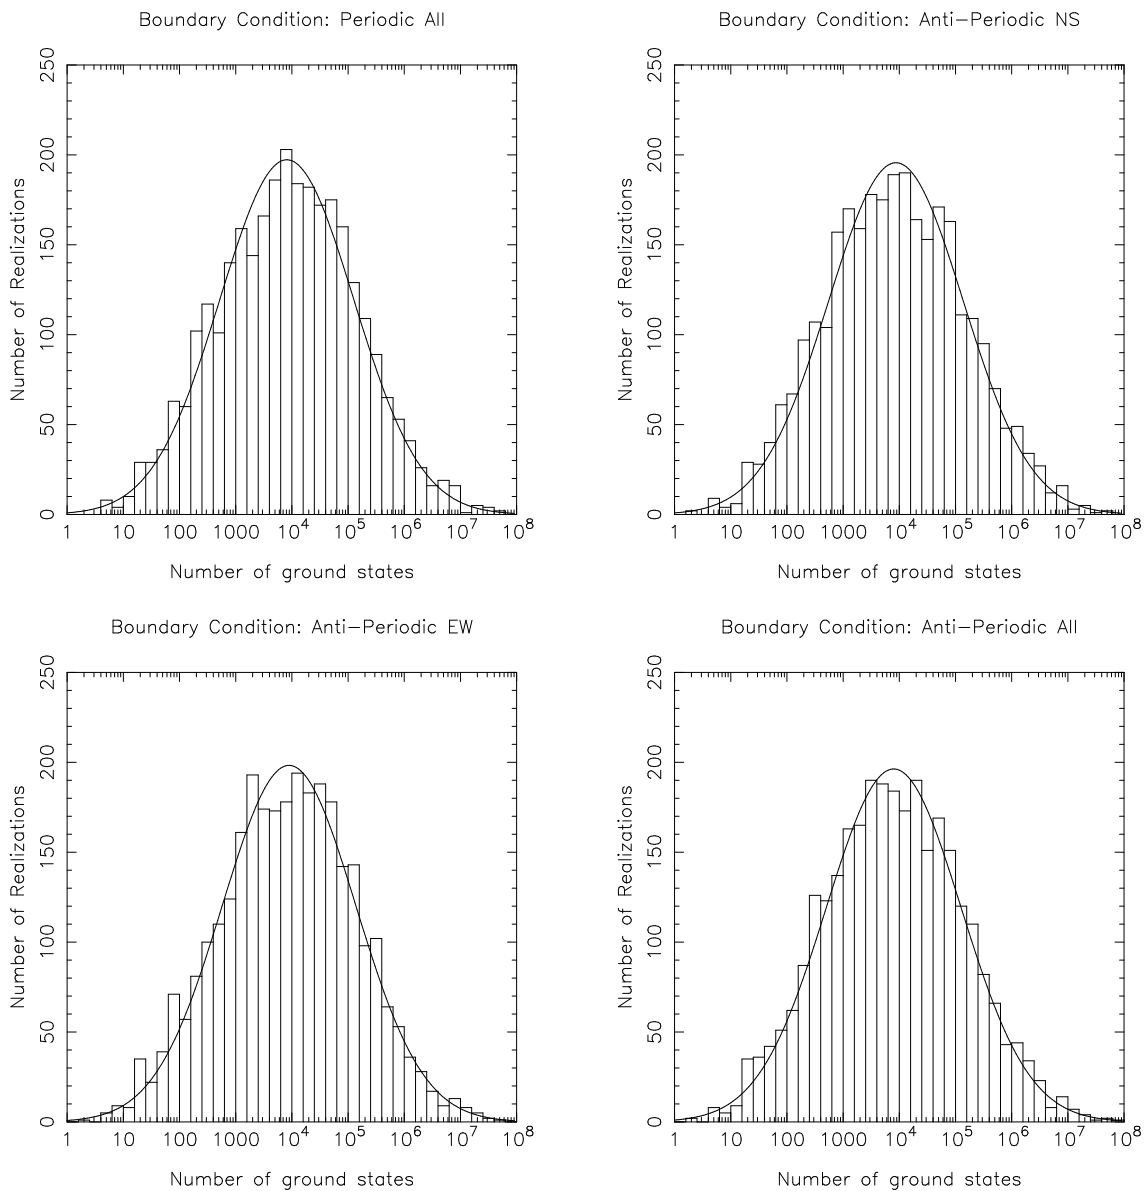 Boundary Condition: Periodic All
Number of Realizations
250
200
150
100
50
0
1 10 100 1000 10^4 10^5 10^6 10^7 10^8
Number of ground states
Boundary Condition: Anti-Periodic NS
Number of Realizations
250
200
150
100
50
0
1 10 100 1000 10^4 10^5 10^6 10^7 10^8
Number of ground states
Boundary Condition: Anti-Periodic EW
Number of Realizations
250
200
150
100
50
0
1 10 100 1000 10^4 10^5 10^6 10^7 10^8
Number of ground states
Boundary Condition: Anti-Periodic All
Number of Realizations
250
200
150
100
50
0
1 10 100 1000 10^4 10^5 10^6 10^7 10^8
Number of ground states